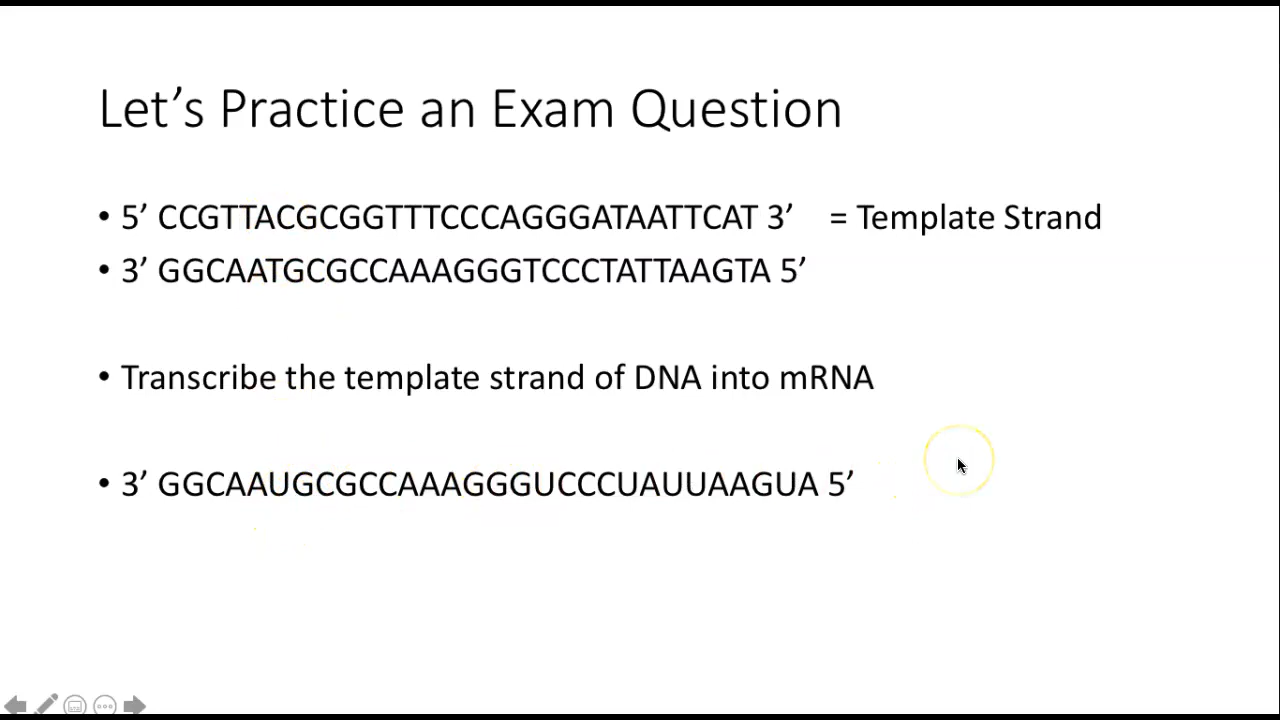 Let’s Practice an Exam Question
• 5’ CCGTTACGCGGTTTCCCAGGGATAATTCAT 3’ = Template Strand
• 3’ GGCAATGCGCCAAAGGGTCCCTATTAAGTA 5’
• Transcribe the template strand of DNA into mRNA
• 3’ GGCAAUGCGCCAAAGGGUCCCUAUUAAGUA 5’